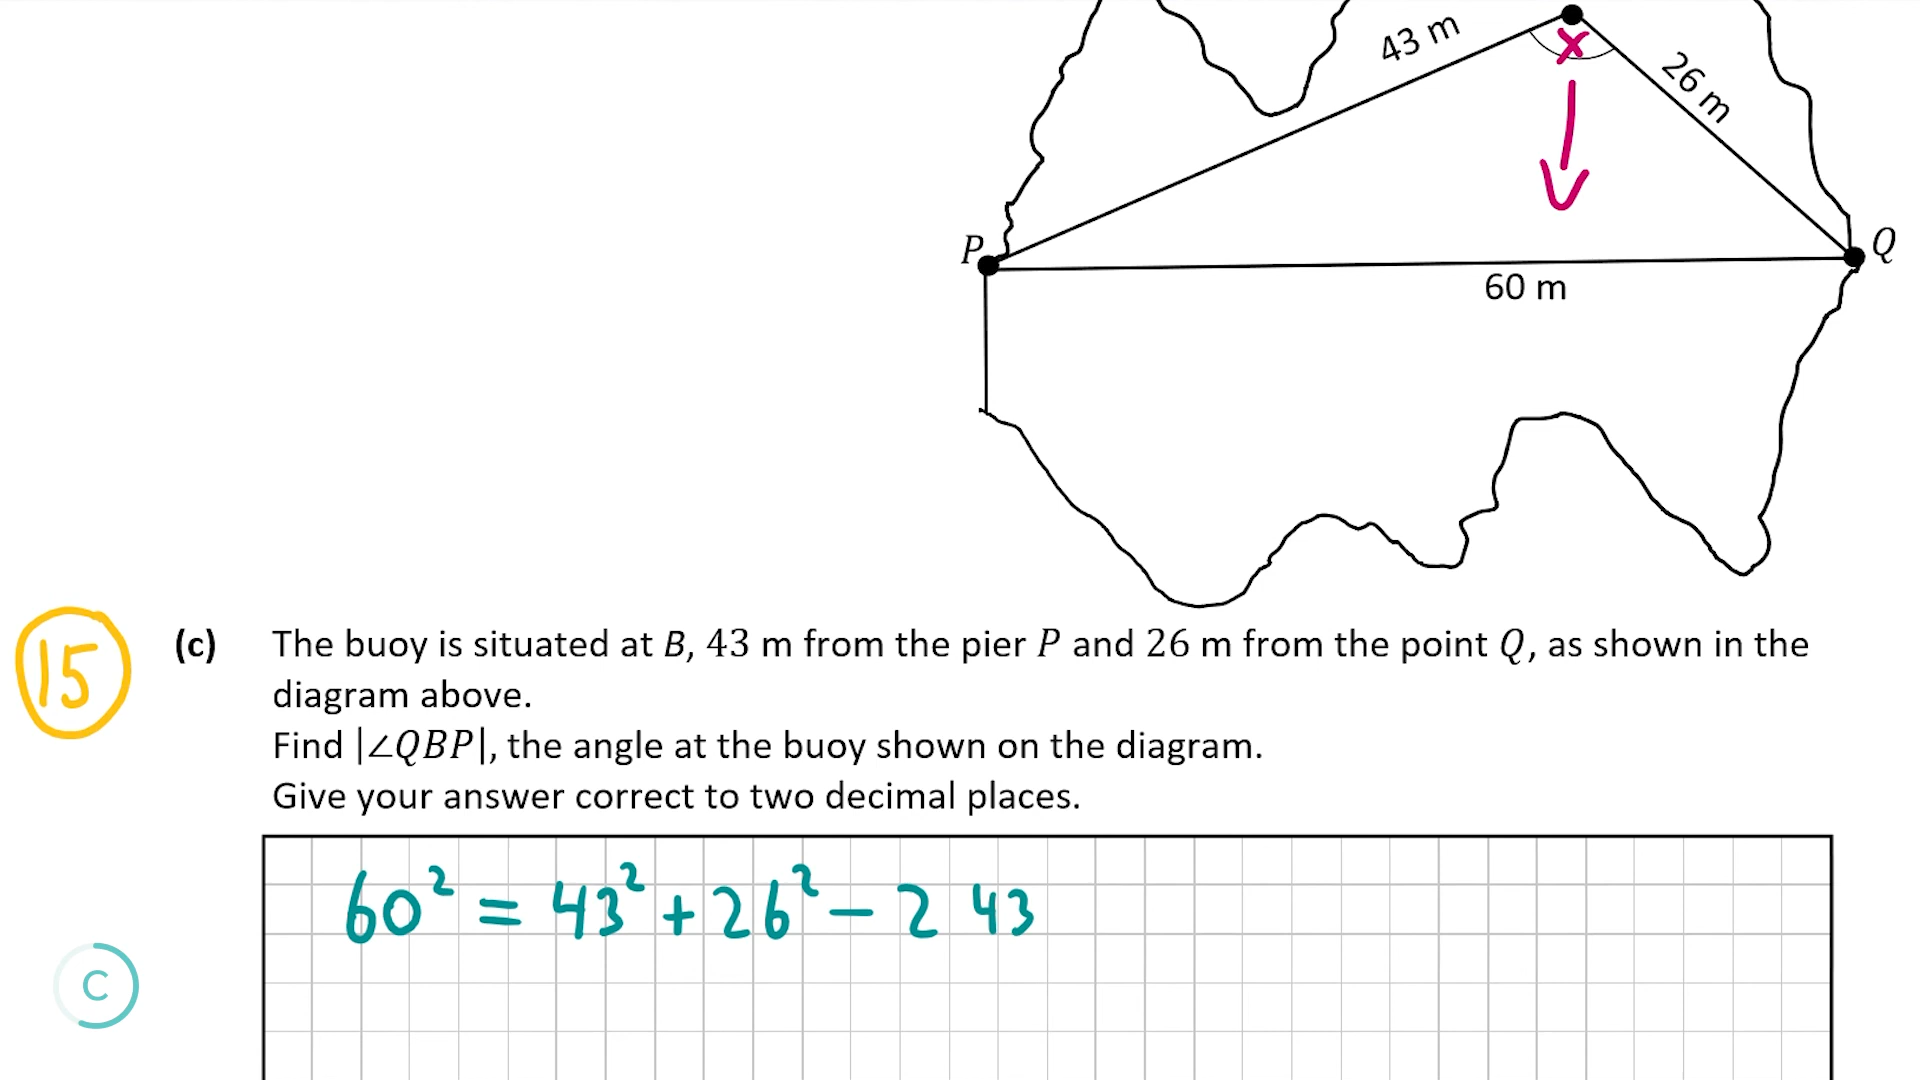 43 m
x
26 m
P
Q
60 m
15
(c) The buoy is situated at B, 43 m from the pier P and 26 m from the point Q, as shown in the
diagram above.
Find |∠QBP|, the angle at the buoy shown on the diagram.
Give your answer correct to two decimal places.
60² = 43² + 26² − 2 43
C